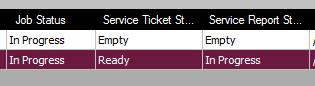 Job Status Service Ticket St... Service Report St...
In Progress Empty Empty
In Progress Ready In Progress